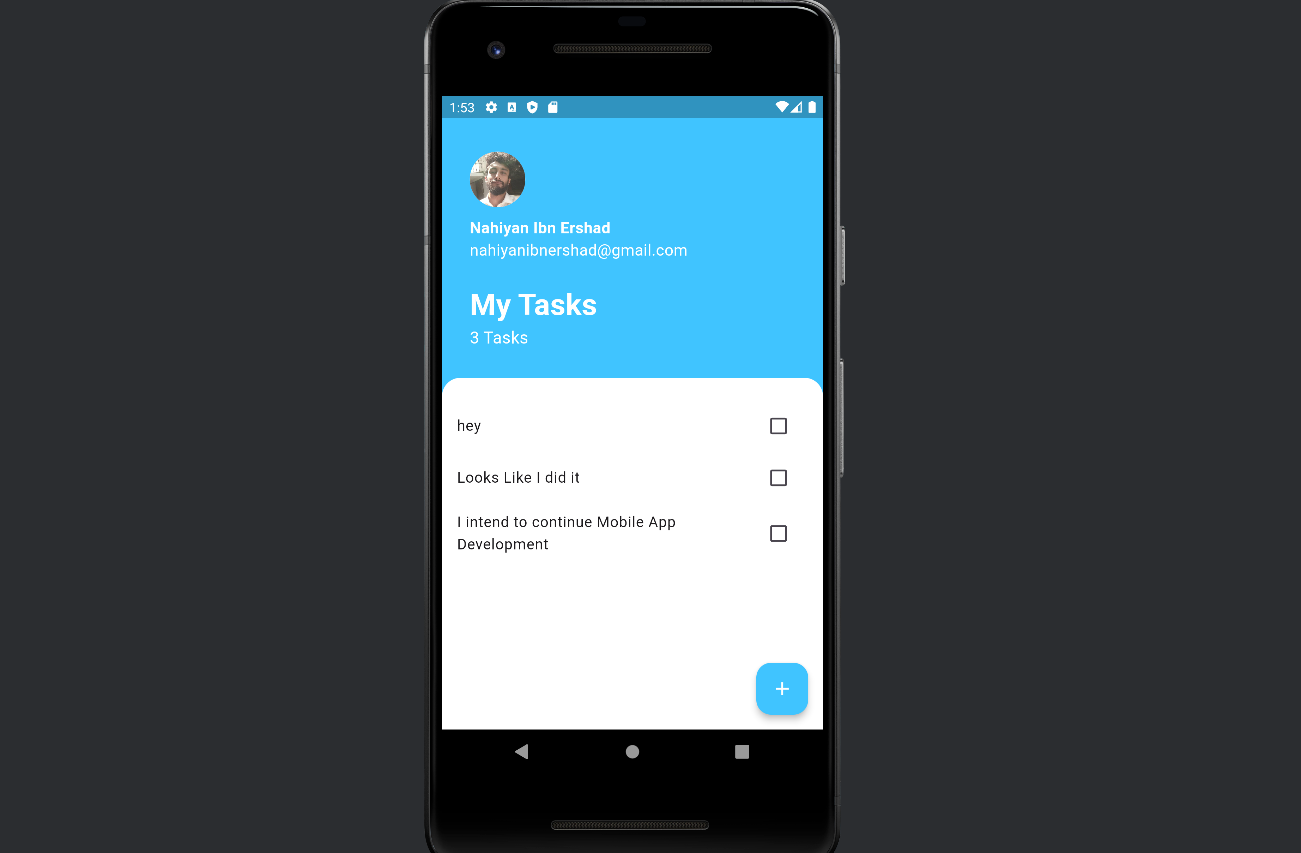 1:53
Nahiyan Ibn Ershad
nahiyanibnershad@gmail.com
My Tasks
3 Tasks
hey
Looks Like I did it
I intend to continue Mobile App
Development
+